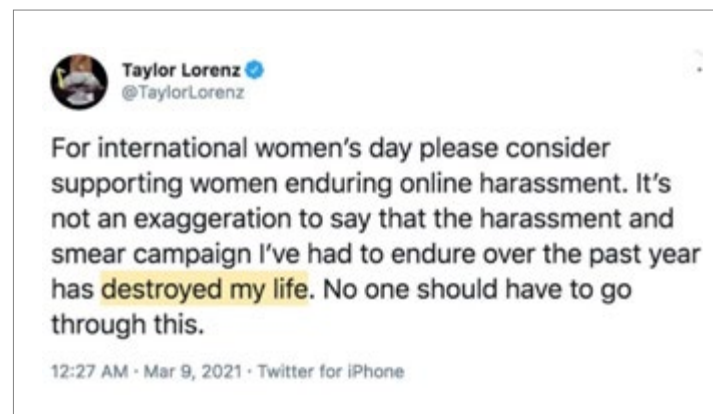 Taylor Lorenz
@TaylorLorenz
For international women’s day please consider
supporting women enduring online harassment. It’s
not an exaggeration to say that the harassment and
smear campaign I’ve had to endure over the past year
has destroyed my life. No one should have to go
through this.
12:27 AM · Mar 9, 2021 · Twitter for iPhone